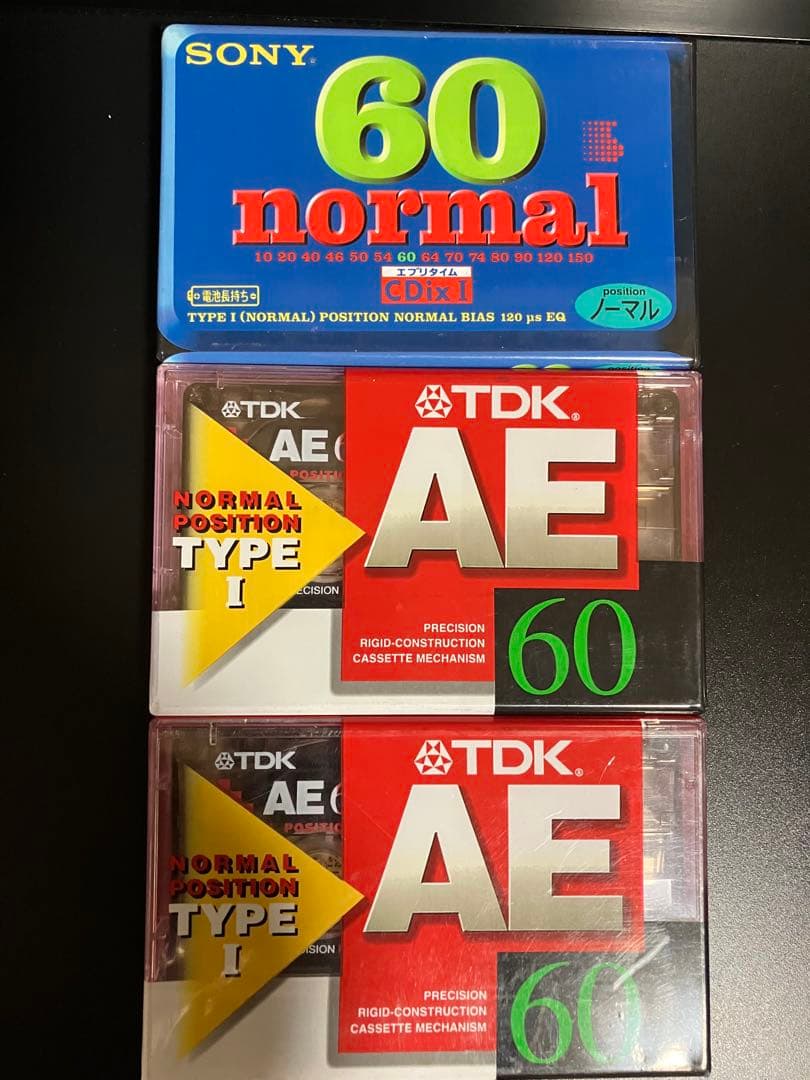 SONY®
60
normal
10 20 40 46 50 54 60 64 70 74 80 90 120 150
エブリタイム
CDix I
電池長持ち
position
ノーマル
TYPE I (NORMAL) POSITION NORMAL BIAS 120 μs EQ
TDK
AE
NORMAL
POSITION
TYPE
I
TDK®
AE
PRECISION
RIGID-CONSTRUCTION
CASSETTE MECHANISM
60
TDK
AE
NORMAL
POSITION
TYPE
I
TDK®
AE
PRECISION
RIGID-CONSTRUCTION
CASSETTE MECHANISM
60